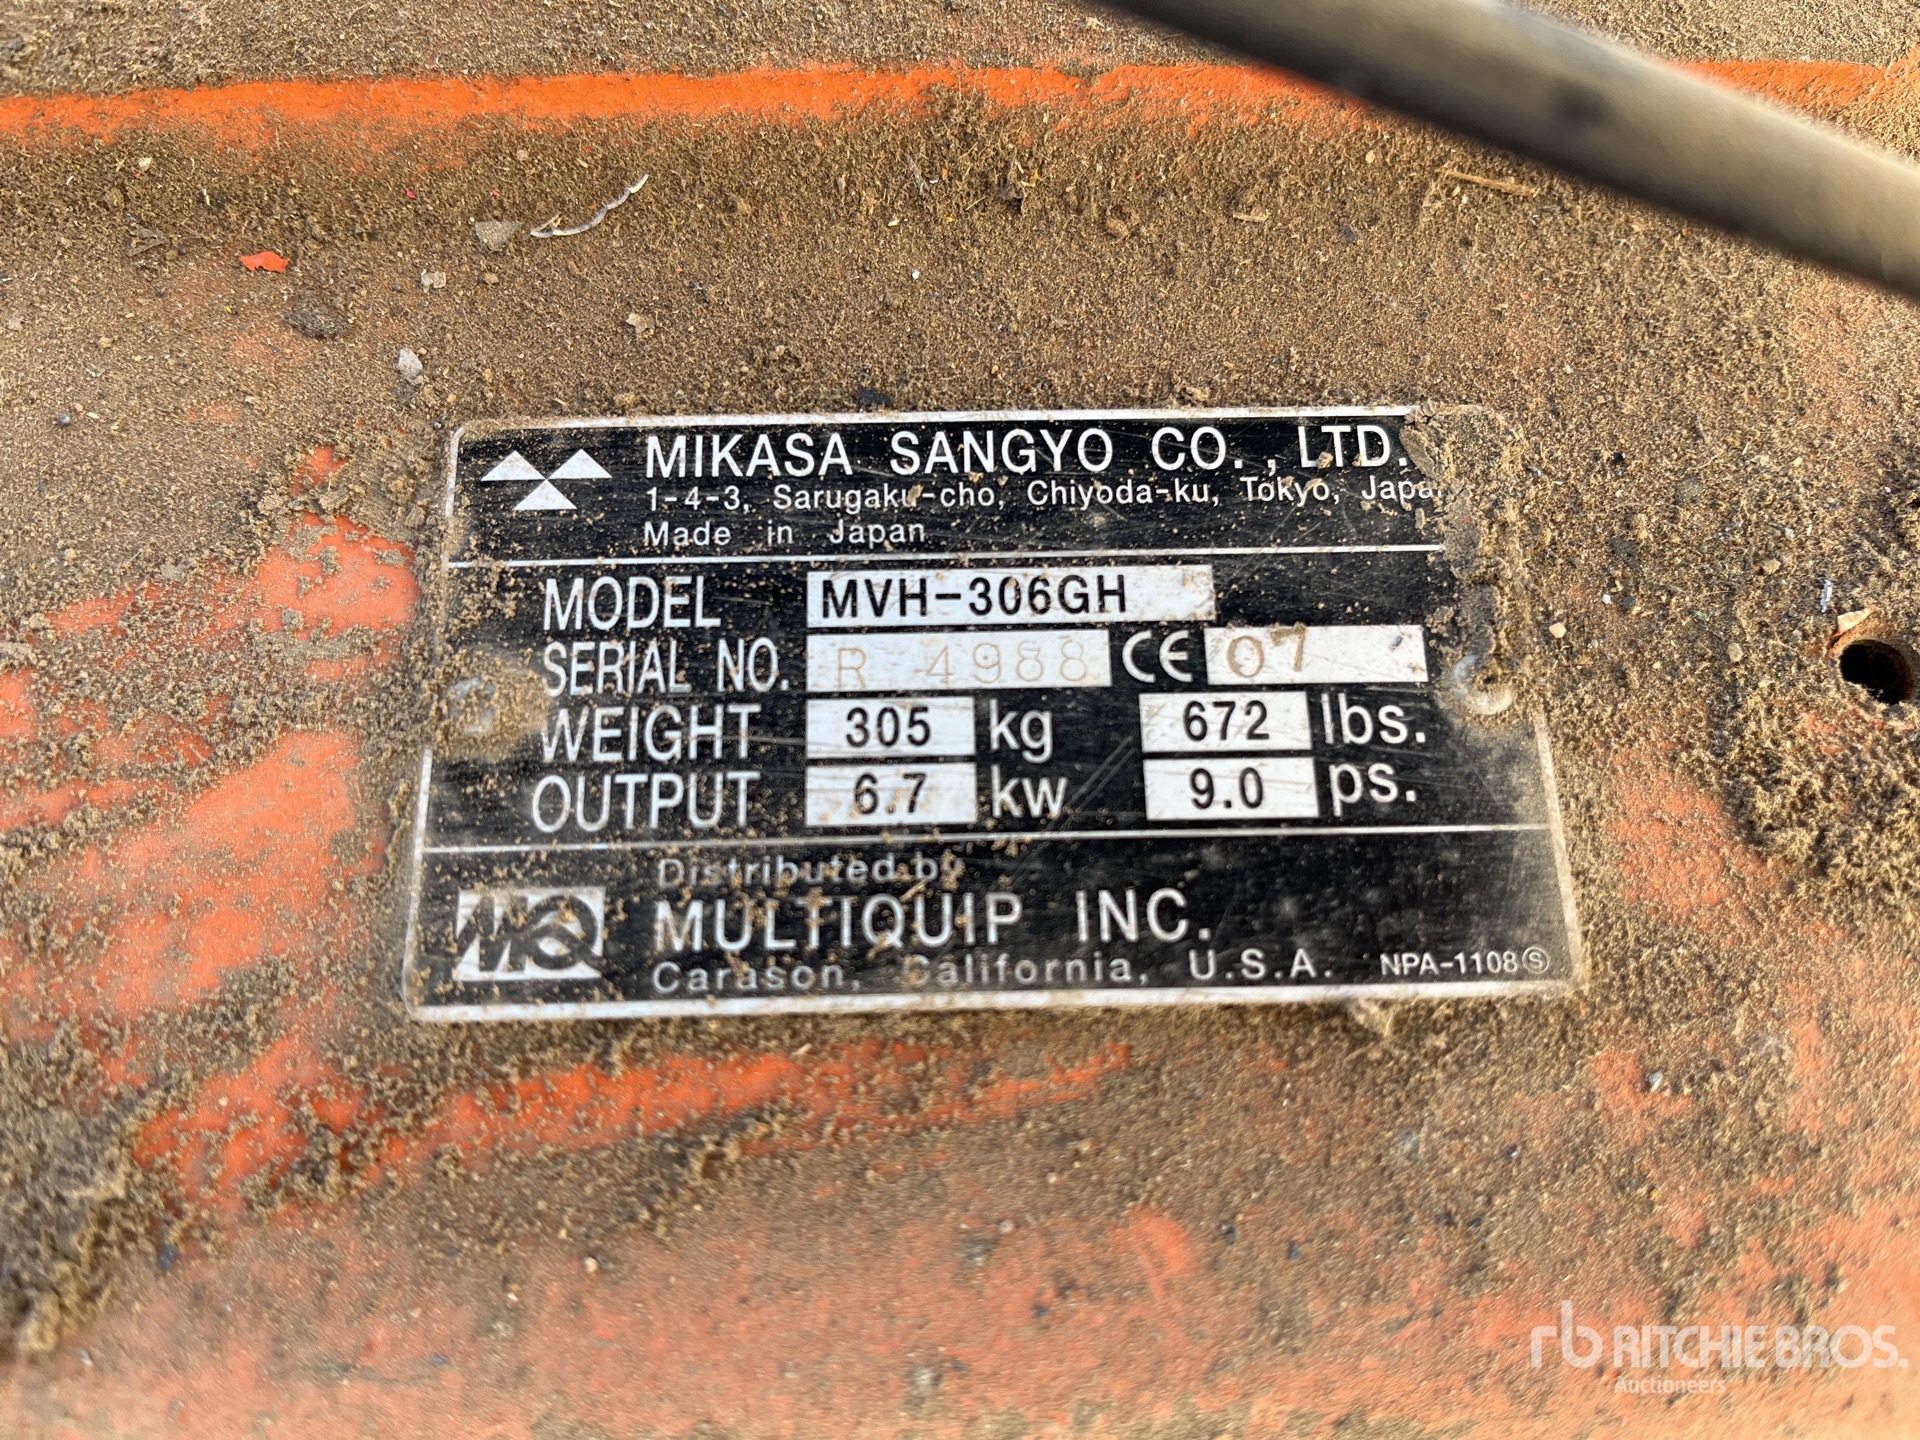 MIKASA SANGYO CO., LTD.
1-4-3, Sarugaku-cho, Chiyoda-ku, Tokyo, Japa
Made in Japan
MODEL MVH-306GH
SERIAL NO. R 4988 CE 07
WEIGHT 305 kg 672 lbs.
OUTPUT 6.7 kw 9.0 ps.
Distributed by
MQ MULTIQUIP INC.
Carason, California, U.S.A. NPA-1108 Ⓢ
rb RITCHIE BROS.
Auctioneers